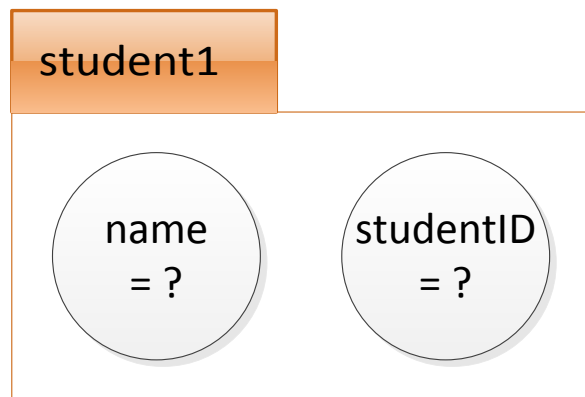 student1
name
= ?
studentID
= ?